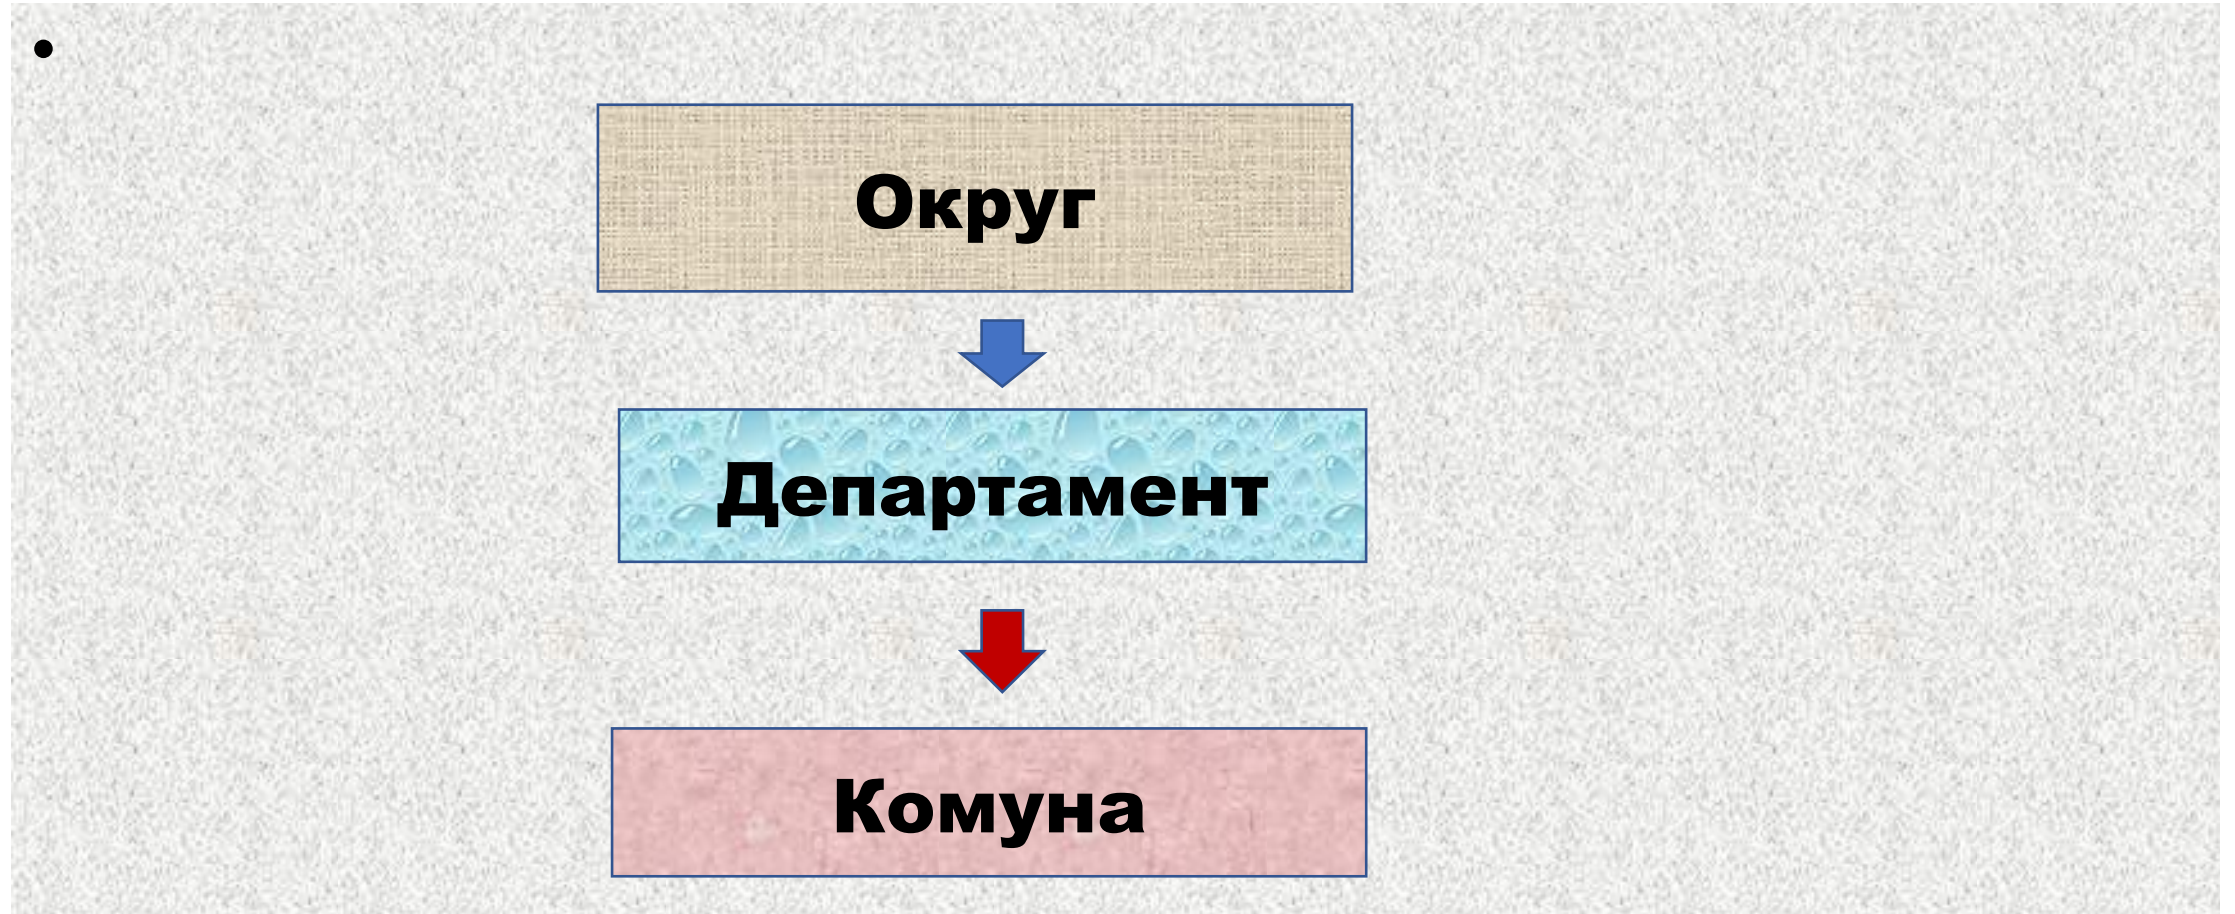 •
Округ
Департамент
Комуна